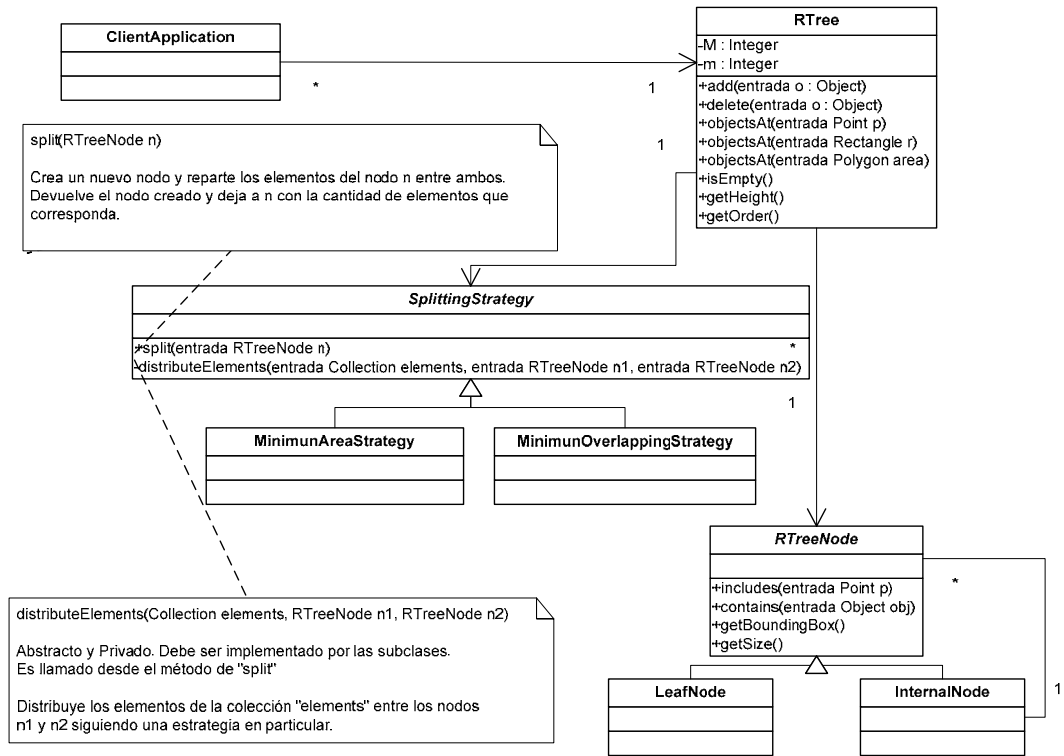 RTree
-M : Integer
-m : Integer
+add(entrada o : Object)
+delete(entrada o : Object)
+objectsAt(entrada Point p)
+objectsAt(entrada Rectangle r)
+objectsAt(entrada Polygon area)
+isEmpty()
+getHeight()
+getOrder()
ClientApplication
*
1
1
split(RTreeNode n)
Crea un nuevo nodo y reparte los elementos del nodo n entre ambos.
Devuelve el nodo creado y deja a n con la cantidad de elementos que
corresponda.
SplittingStrategy
+split(entrada RTreeNode n)
-distributeElements(entrada Collection elements, entrada RTreeNode n1, entrada RTreeNode n2)
*
1
MinimunAreaStrategy
MinimunOverlappingStrategy
RTreeNode
+includes(entrada Point p)
+contains(entrada Object obj)
+getBoundingBox()
+getSize()
*
1
LeafNode
InternalNode
distributeElements(Collection elements, RTreeNode n1, RTreeNode n2)
Abstracto y Privado. Debe ser implementado por las subclases.
Es llamado desde el método de "split"
Distribuye los elementos de la colección "elements" entre los nodos
n1 y n2 siguiendo una estrategía en particular.